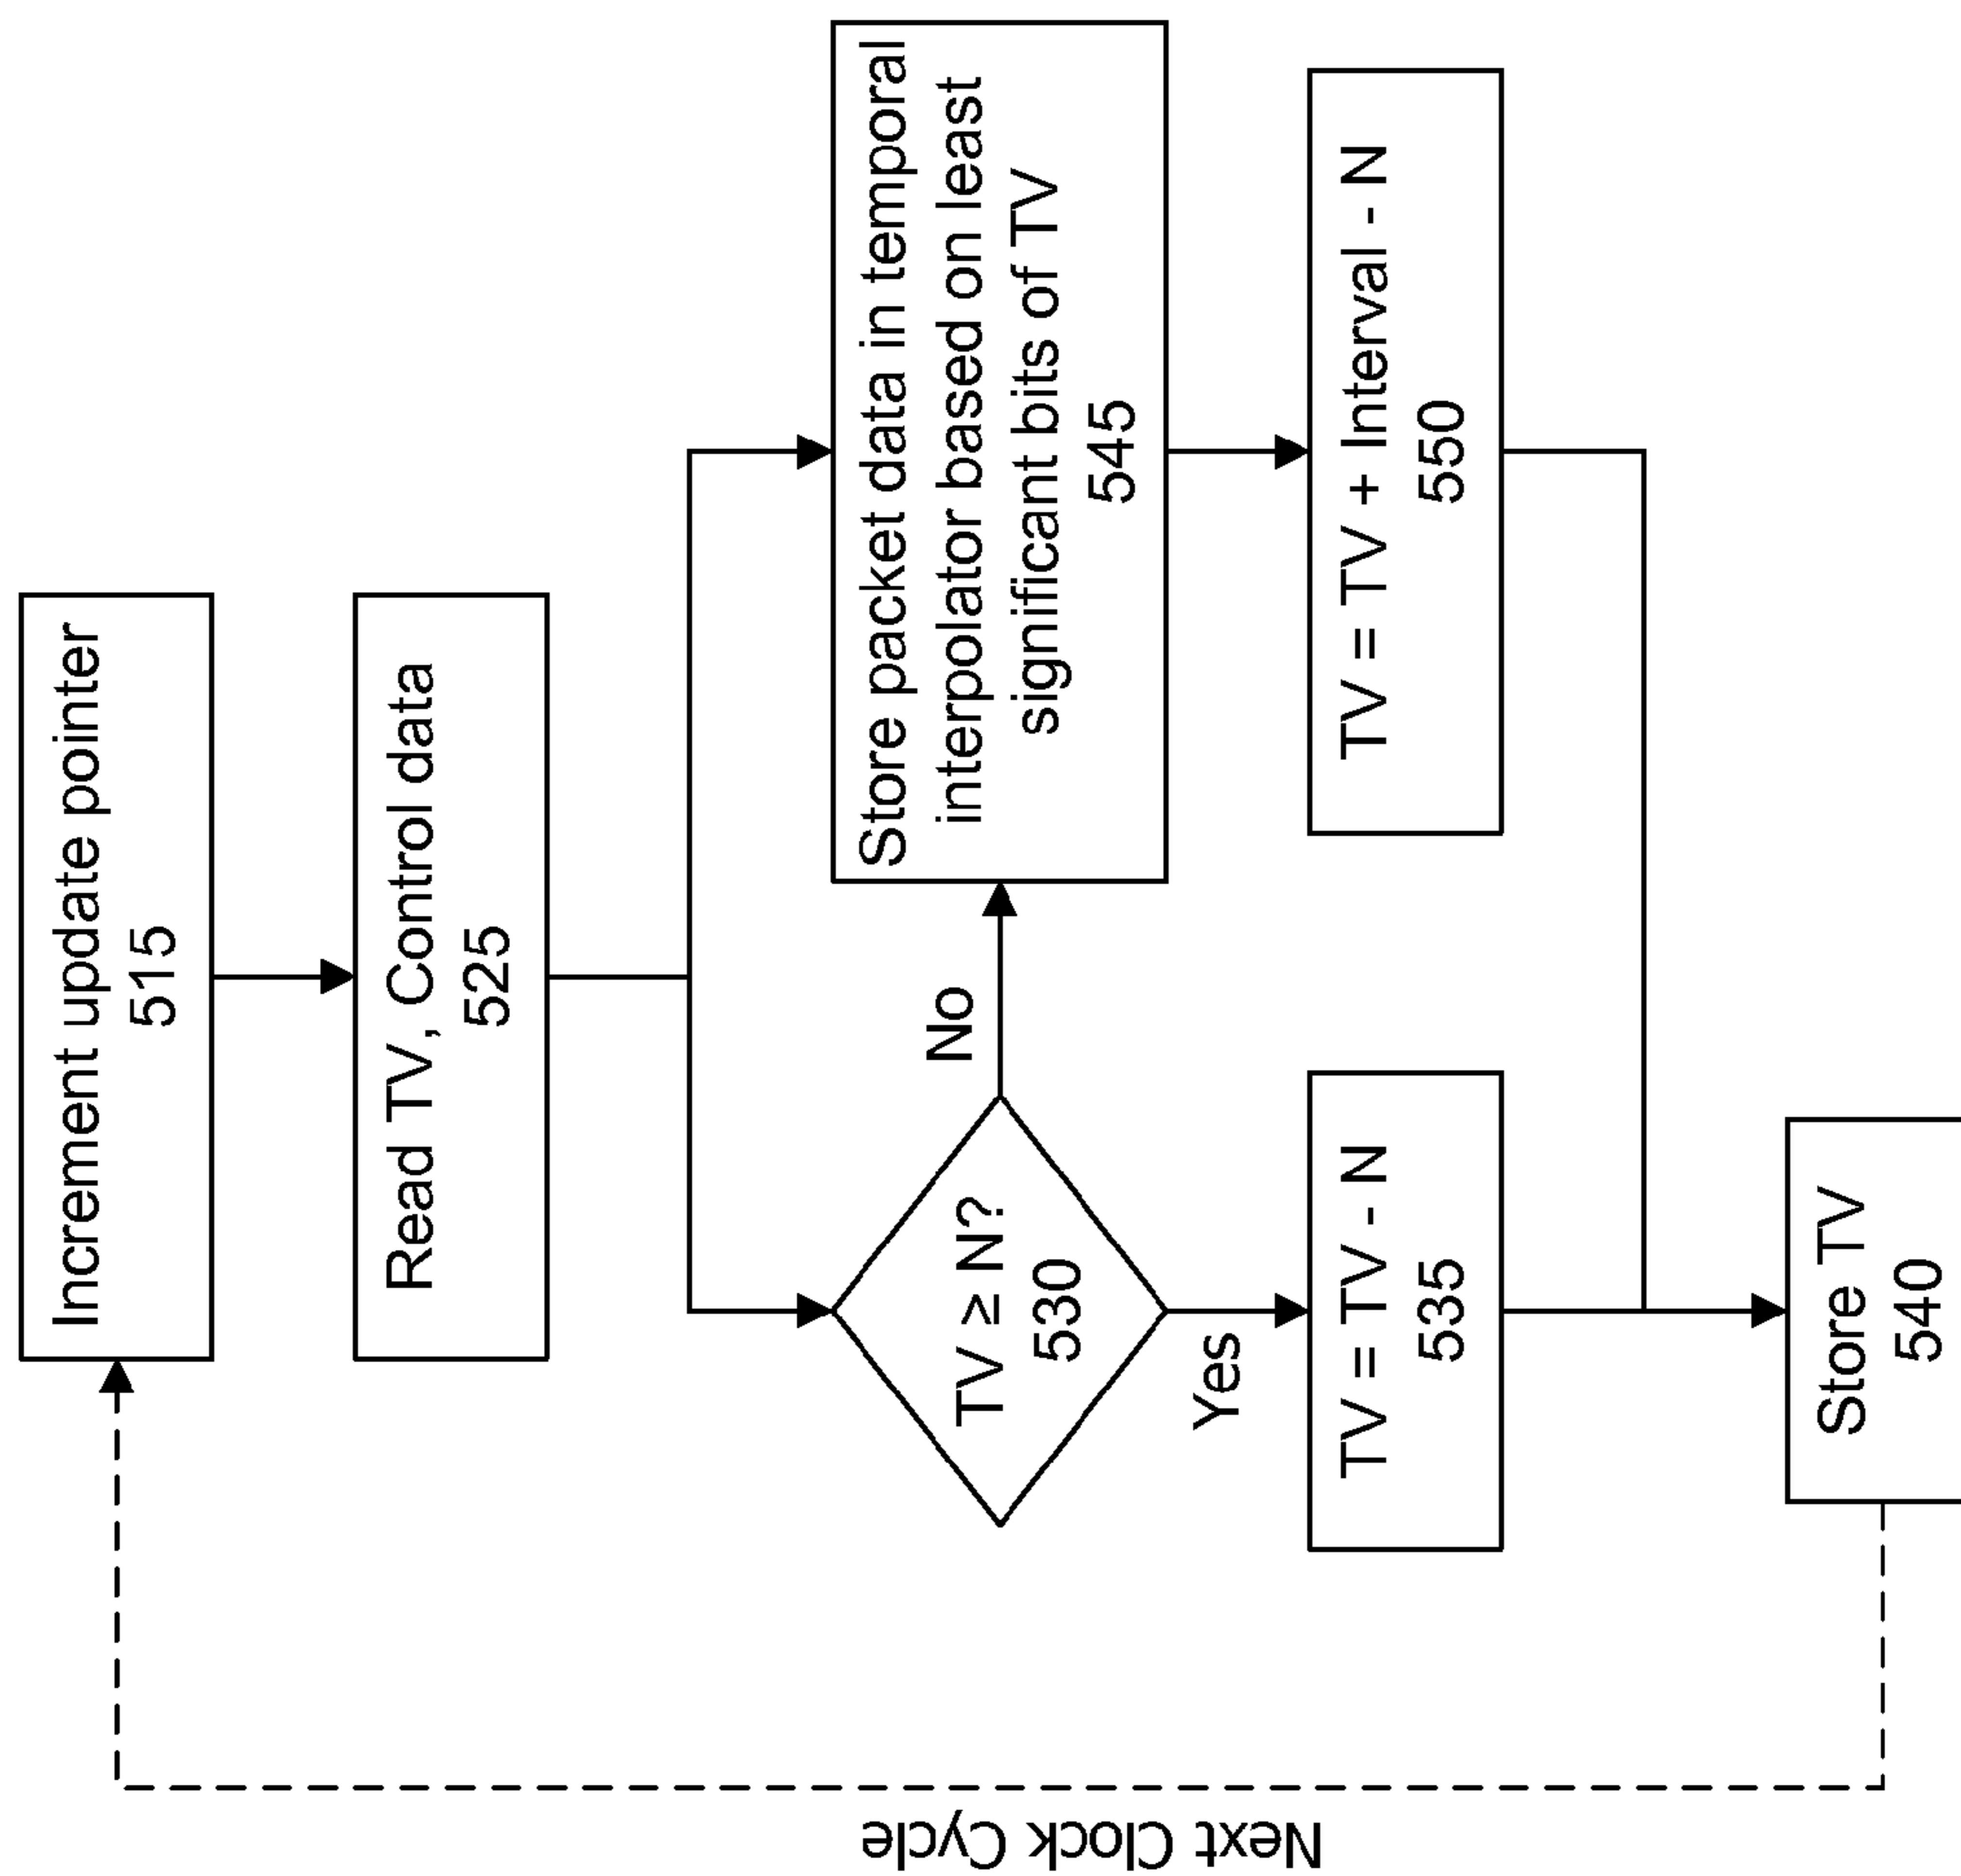 Increment update pointer
515
Read TV, Control data
525
TV ≥ N?
530
No
Yes
Store packet data in temporal
interpolator based on least
significant bits of TV
545
TV = TV - N
535
TV = TV + Interval - N
550
Store TV
540
Next Clock Cycle